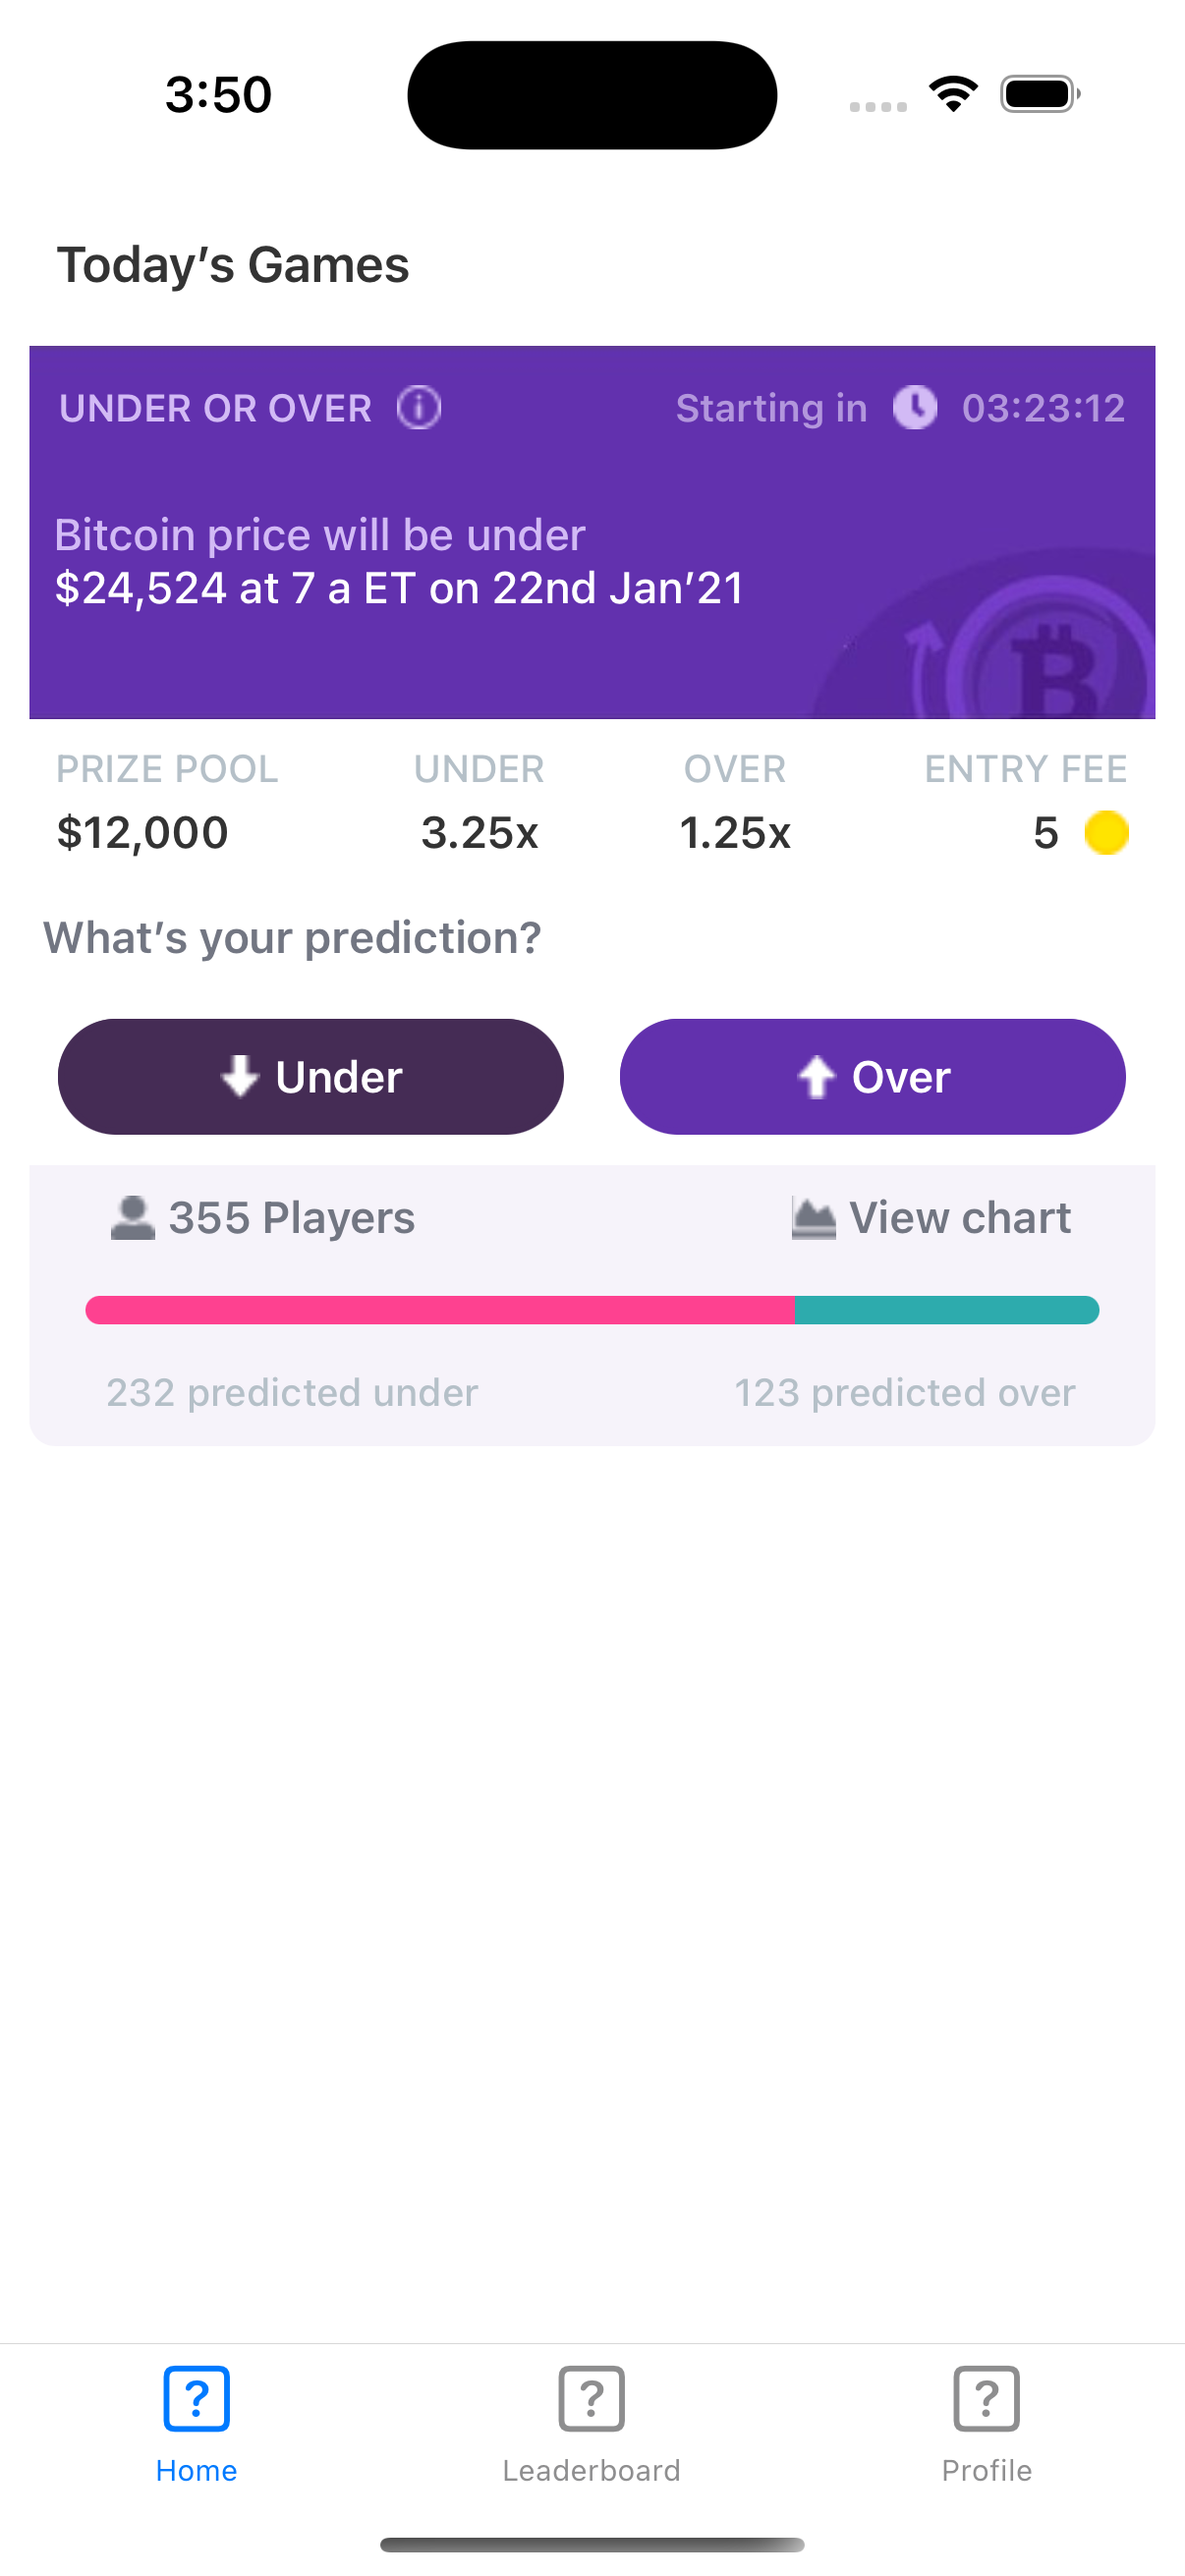 3:50
Today’s Games
UNDER OR OVER Starting in 03:23:12
Bitcoin price will be under
$24,524 at 7 a ET on 22nd Jan’21
PRIZE POOL UNDER OVER ENTRY FEE
$12,000 3.25x 1.25x 5
What’s your prediction?
Under Over
355 Players View chart
232 predicted under 123 predicted over
? ? ?
Home Leaderboard Profile